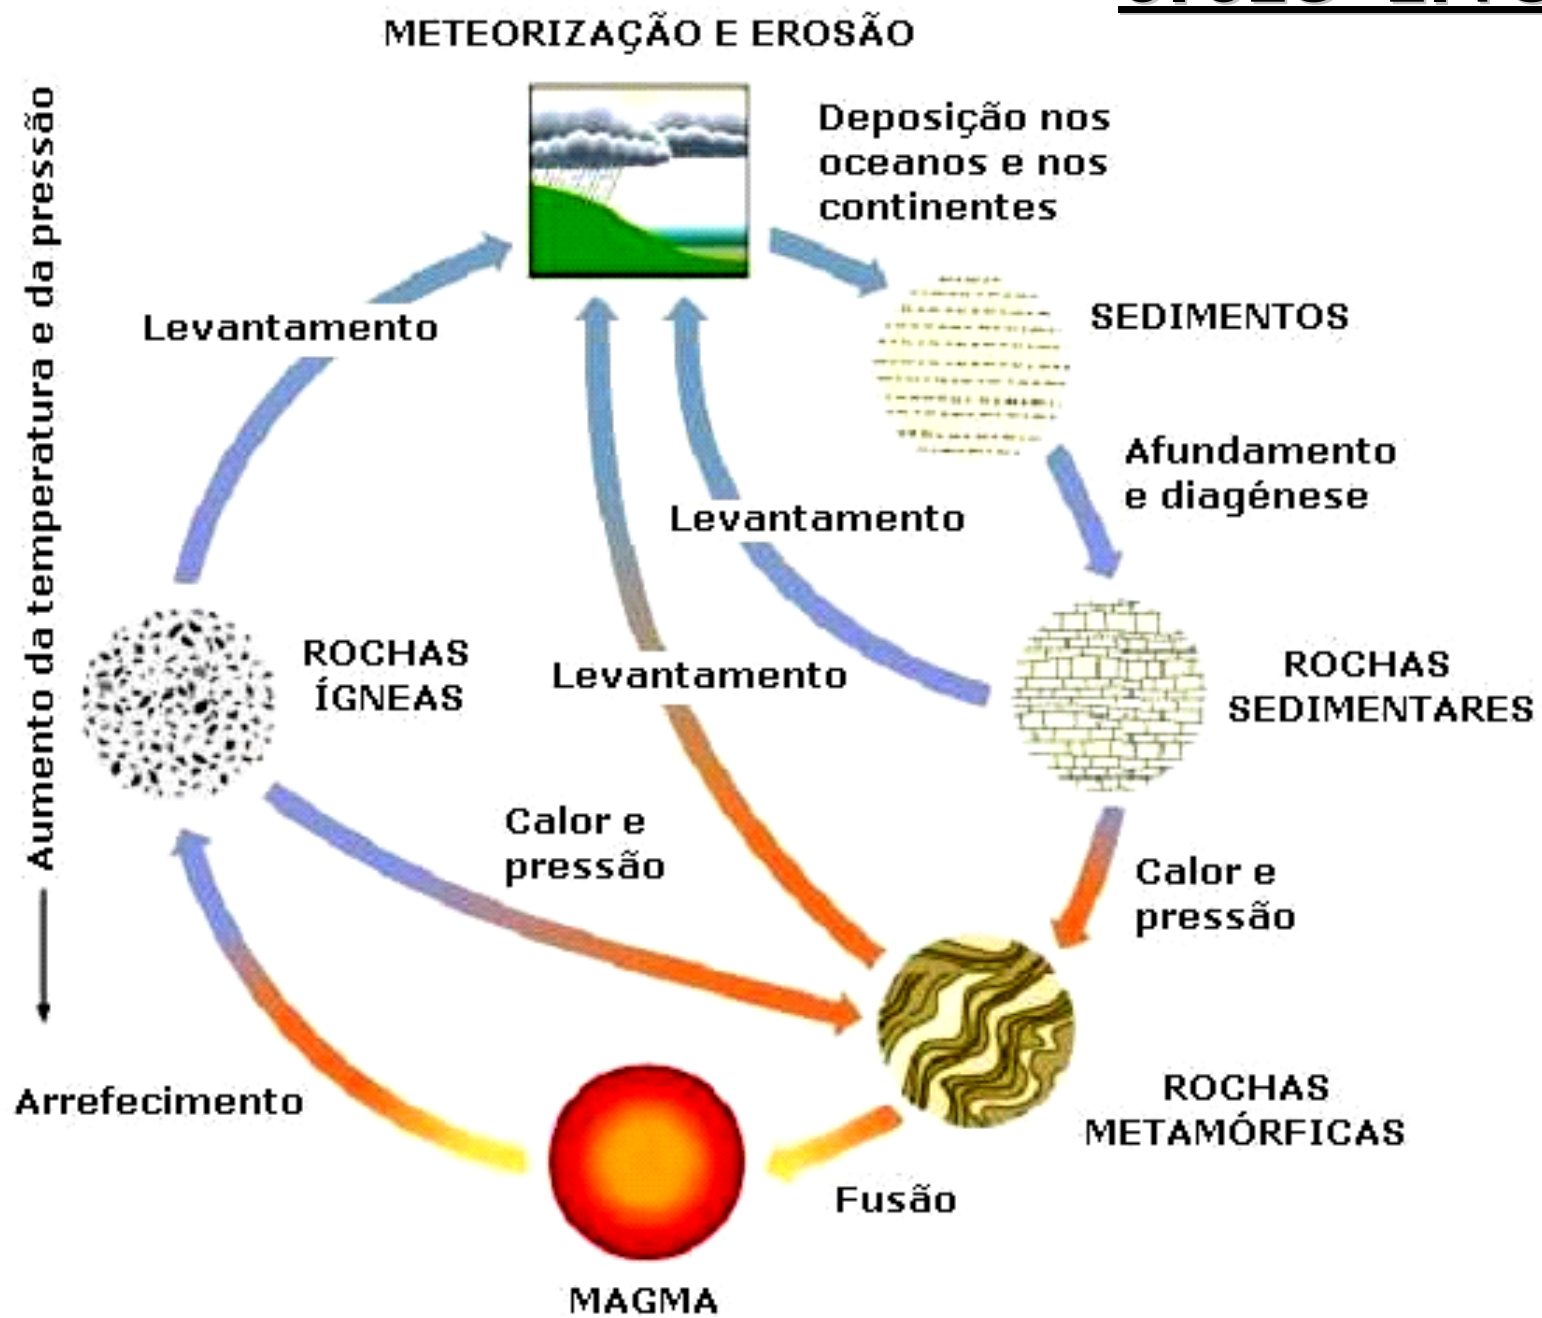 METEORIZAÇÃO E EROSÃO
Aumento da temperatura e da pressão
Deposição nos
oceanos e nos
continentes
SEDIMENTOS
Levantamento
Afundamento
e diagénese
Levantamento
ROCHAS
ÍGNEAS
Levantamento
ROCHAS
SEDIMENTARES
Calor e
pressão
Calor e
pressão
Arrefecimento
ROCHAS
METAMÓRFICAS
Fusão
MAGMA